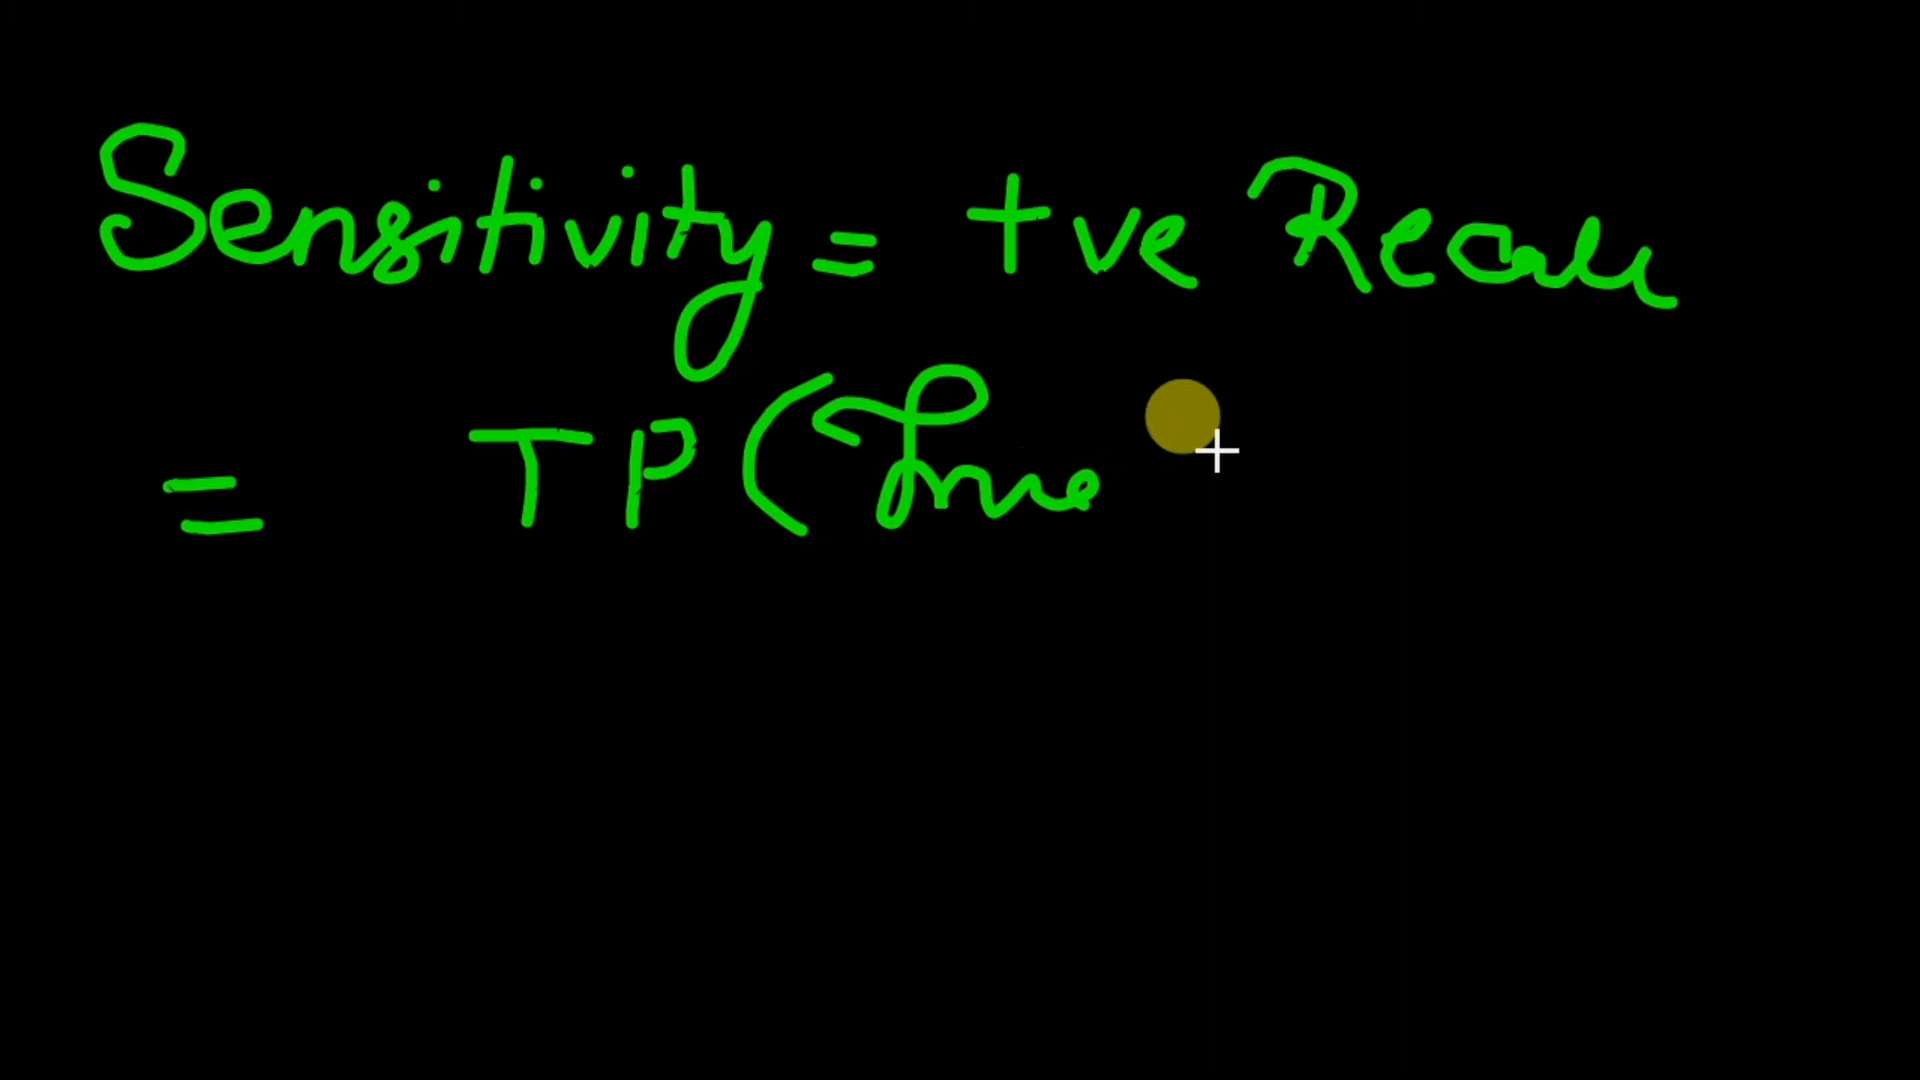 Sensitivity = +ve Recall
= TP (True